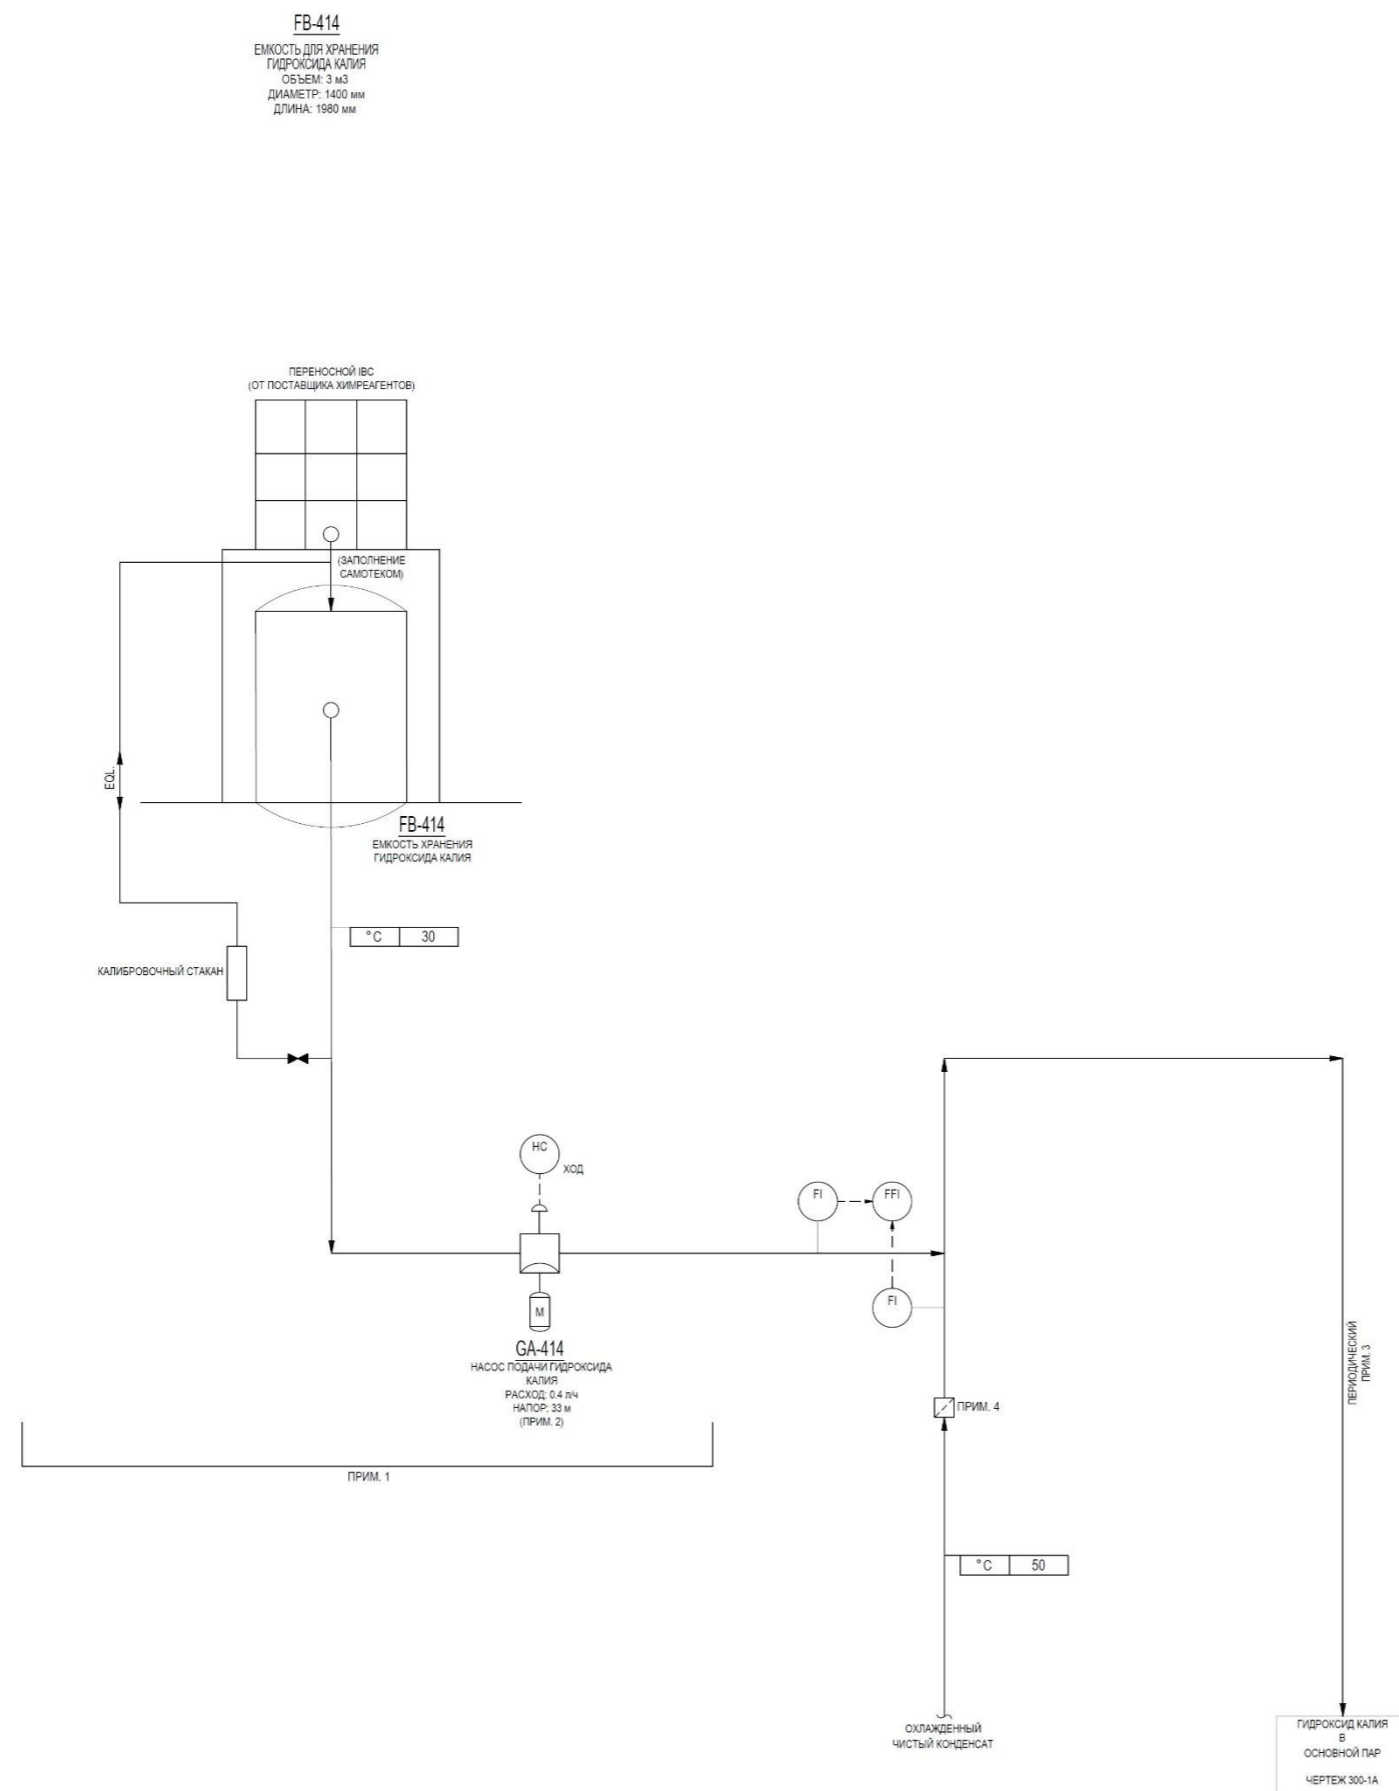 FB-414
ЕМКОСТЬ ДЛЯ ХРАНЕНИЯ
ГИДРОКСИДА КАЛИЯ
ОБЪЕМ: 3 м3
ДИАМЕТР: 1400 мм
ДЛИНА: 1980 мм
ПЕРЕНОСНОЙ IBC
(ОТ ПОСТАВЩИКА ХИМРЕАГЕНТОВ)
(ЗАПОЛНЕНИЕ
САМОТЕКОМ)
EQL.
FB-414
ЕМКОСТЬ ХРАНЕНИЯ
ГИДРОКСИДА КАЛИЯ
°C 30
КАЛИБРОВОЧНЫЙ СТАКАН
HC
ХОД
FI
FFI
FI
M
GA-414
НАСОС ПОДАЧИ ГИДРОКСИДА
КАЛИЯ
РАСХОД: 0.4 л/ч
НАПОР: 33 м
(ПРИМ. 2)
ПЕРИОДИЧЕСКИЙ
ПРИМ. 3
ПРИМ. 4
ПРИМ. 1
°C 50
ОХЛАЖДЕННЫЙ
ЧИСТЫЙ КОНДЕНСАТ
ГИДРОКСИД КАЛИЯ
В
ОСНОВНОЙ ПАР
ЧЕРТЕЖ 300-1А